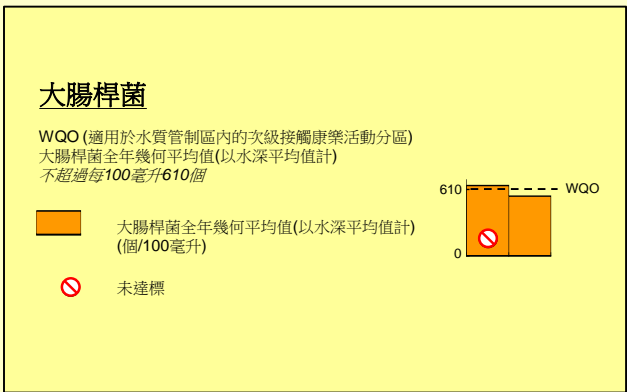 大腸桿菌
WQO (適用於水質管制區內的次級接觸康樂活動分區)
大腸桿菌全年幾何平均值(以水深平均值計)
不超過每100毫升610個
大腸桿菌全年幾何平均值(以水深平均值計)
(個/100毫升)
未達標
610
WQO
0